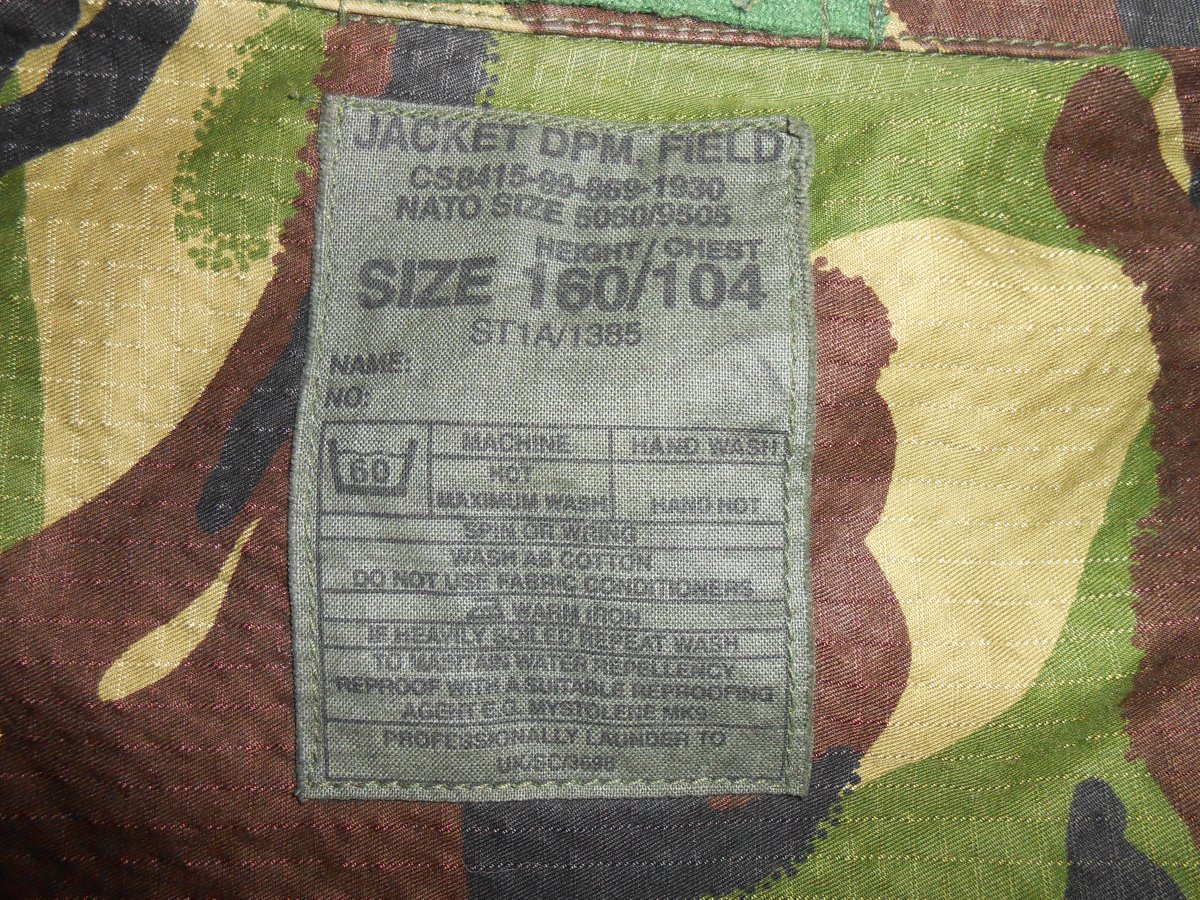 JACKET DPM, FIELD
CS8415-99-869-1930
NATO SIZE 6060/9505
HEIGHT/CHEST
SIZE 160/104
ST1A/1385
NAME:
NO:
60
MACHINE
HOT
MAXIMUM WASH
HAND WASH
HAND HOT
SPIN OR WRING
WASH AS COTTON
DO NOT USE FABRIC CONDITIONERS
WARM IRON
IF HEAVILY SOILED REPEAT WASH
TO MAINTAIN WATER REPELLENCY
REPROOF WITH A SUITABLE REPROOFING
AGENT E.G. MYSTOLENE MK9
PROFESSIONALLY LAUNDER TO
UK/SC/3698